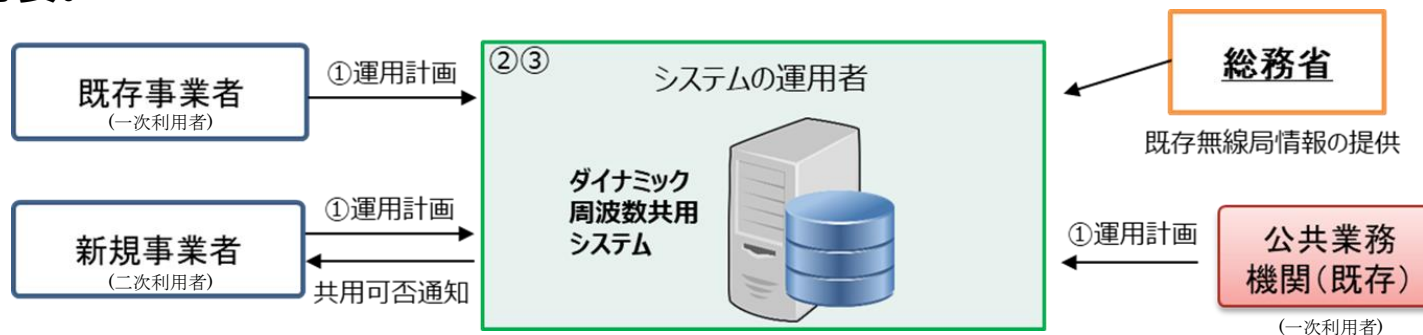 既存事業者
(一次利用者)
①運用計画
新規事業者
(二次利用者)
①運用計画
共用可否通知
②③
システムの運用者
ダイナミック
周波数共用
システム
総務省
既存無線局情報の提供
①運用計画
公共業務
機関(既存)
(一次利用者)